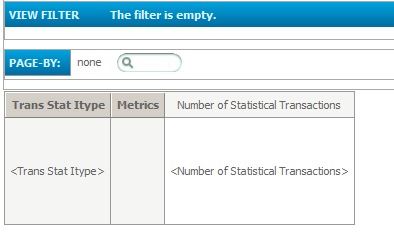 VIEW FILTER The filter is empty.
PAGE-BY: none
Trans Stat Itype Metrics Number of Statistical Transactions
<Trans Stat Itype> <Number of Statistical Transactions>